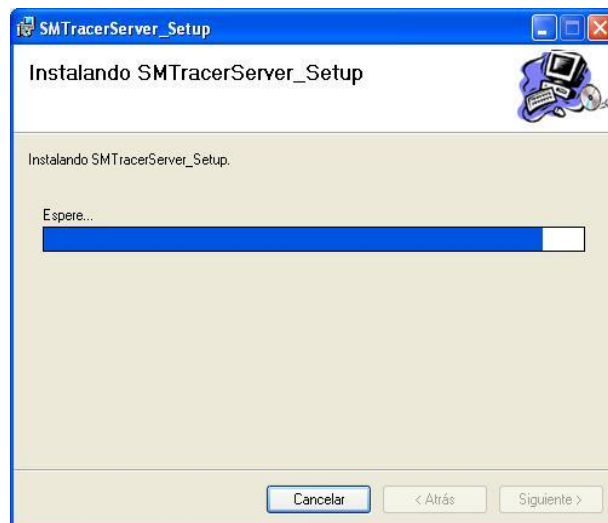 SMTracerServer_Setup
Instalando SMTracerServer_Setup
Instalando SMTracerServer_Setup.
Espere...
Cancelar
< Atrás
Siguiente >